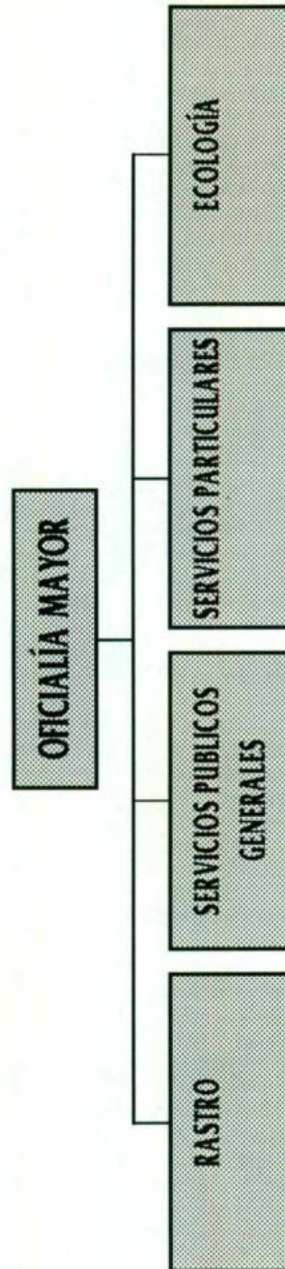 OFICIALÍA MAYOR
RASTRO
SERVICIOS PUBLICOS
GENERALES
SERVICIOS PARTICULARES
ECOLOGÍA